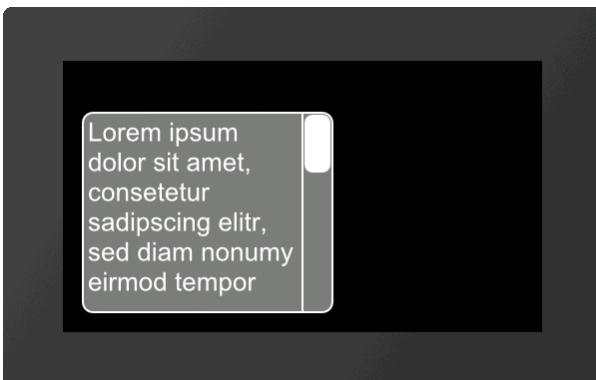 Lorem ipsum
dolor sit amet,
consetetur
sadipscing elitr,
sed diam nonumy
eirmod tempor